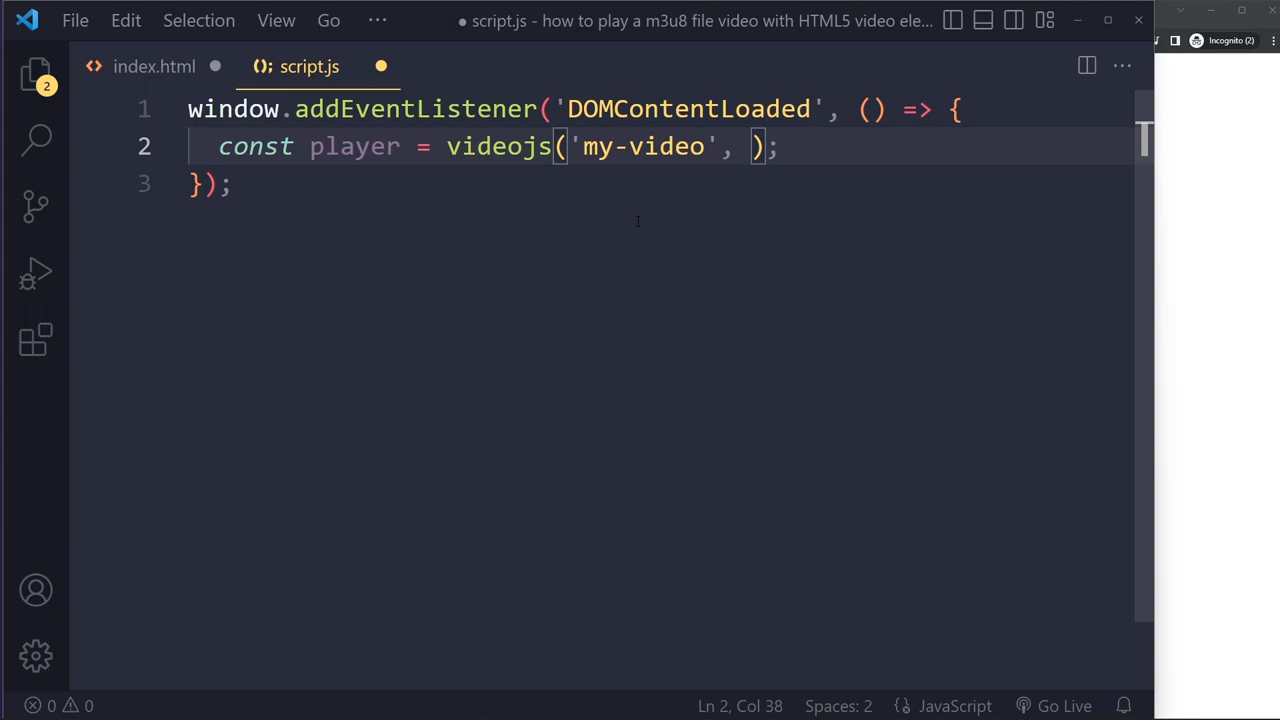 File Edit Selection View Go ··· ● script.js - how to play a m3u8 file video with HTML5 video ele...
Incognito (2)
index.html script.js
2
1 window.addEventListener('DOMContentLoaded', () => {
2 const player = videojs('my-video', );
3 });
0 0 Ln 2, Col 38 Spaces: 2 JavaScript Go Live